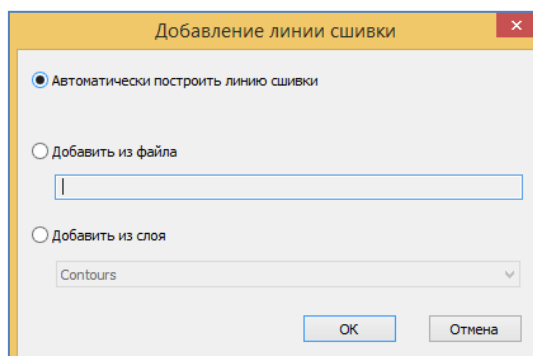 Добавление линии сшивки
Автоматически построить линию сшивки
Добавить из файла
Добавить из слоя
Contours
OK Отмена